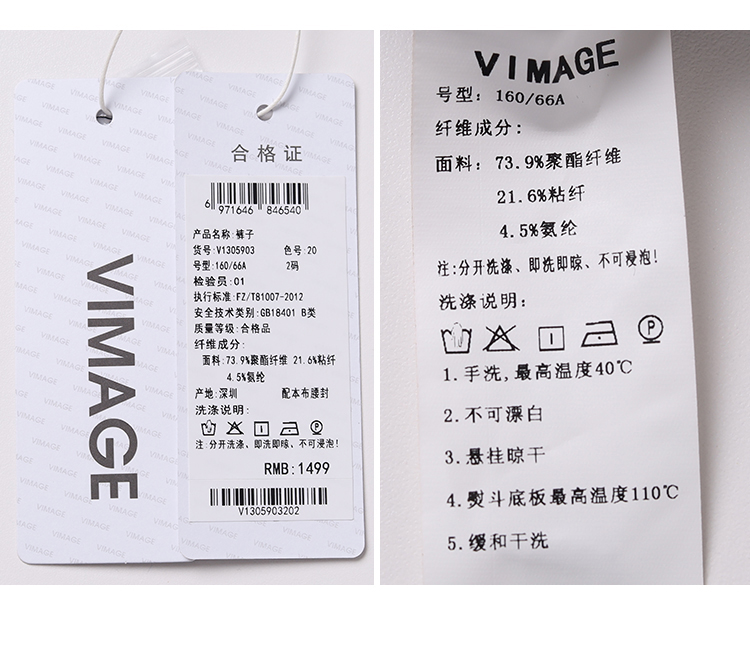 VIMAGE
合格证
6 971646 846540
产品名称:裤子
货号:V1305903 色号:20
号型:160/66A 2码
检验员:01
执行标准:FZ/T81007-2012
安全技术类别:GB18401 B类
质量等级:合格品
纤维成分:
面料:73.9%聚酯纤维 21.6%粘纤
4.5%氨纶
产地:深圳 配本布腰封
洗涤说明:
注:分开洗涤、即洗即晾、不可浸泡!
RMB:1499
V1305903202
VIMAGE
号型: 160/66A
纤维成分:
面料: 73.9%聚酯纤维
21.6%粘纤
4.5%氨纶
注:分开洗涤、即洗即晾、不可浸泡!
洗涤说明:
P
1.手洗,最高温度40℃
2.不可漂白
3.悬挂晾干
4.熨斗底板最高温度110℃
5.缓和干洗